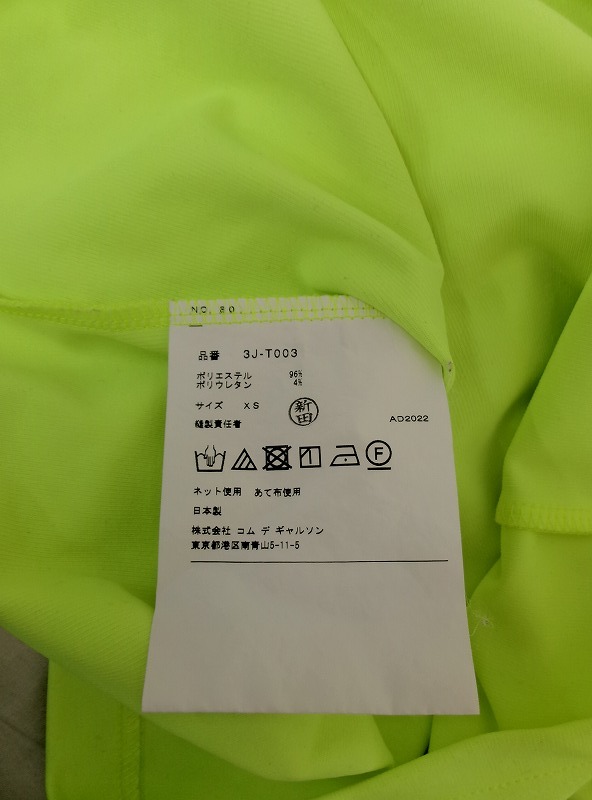 NO. 80
品番 3J-T003
ポリエステル 96%
ポリウレタン 4%
サイズ XS
新田
縫製責任者
AD2022
F
ネット使用 あて布使用
日本製
株式会社 コム デ ギャルソン
東京都港区南青山5-11-5